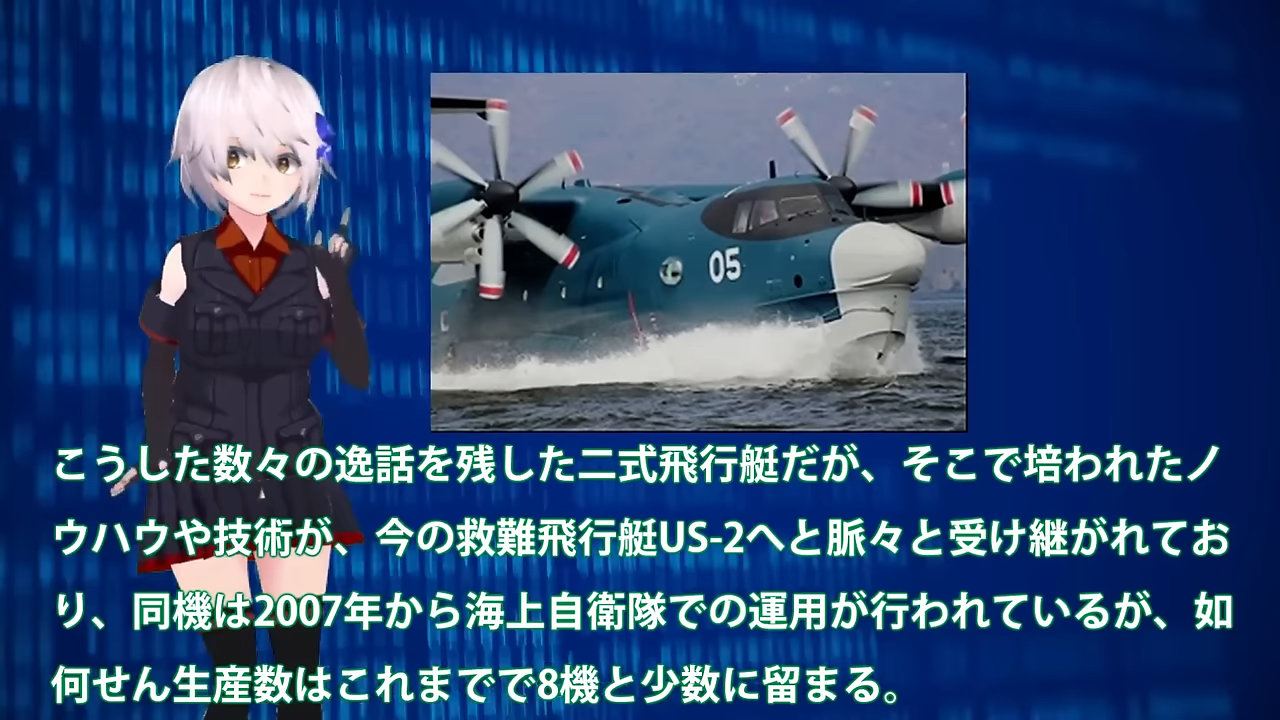 05
こうした数々の逸話を残した二式飛行艇だが、そこで培われたノ
ウハウや技術が、今の救難飛行艇US-2へと脈々と受け継がれてお
り、同機は2007年から海上自衛隊での運用が行われているが、如
何せん生産数はこれまでで8機と少数に留まる。